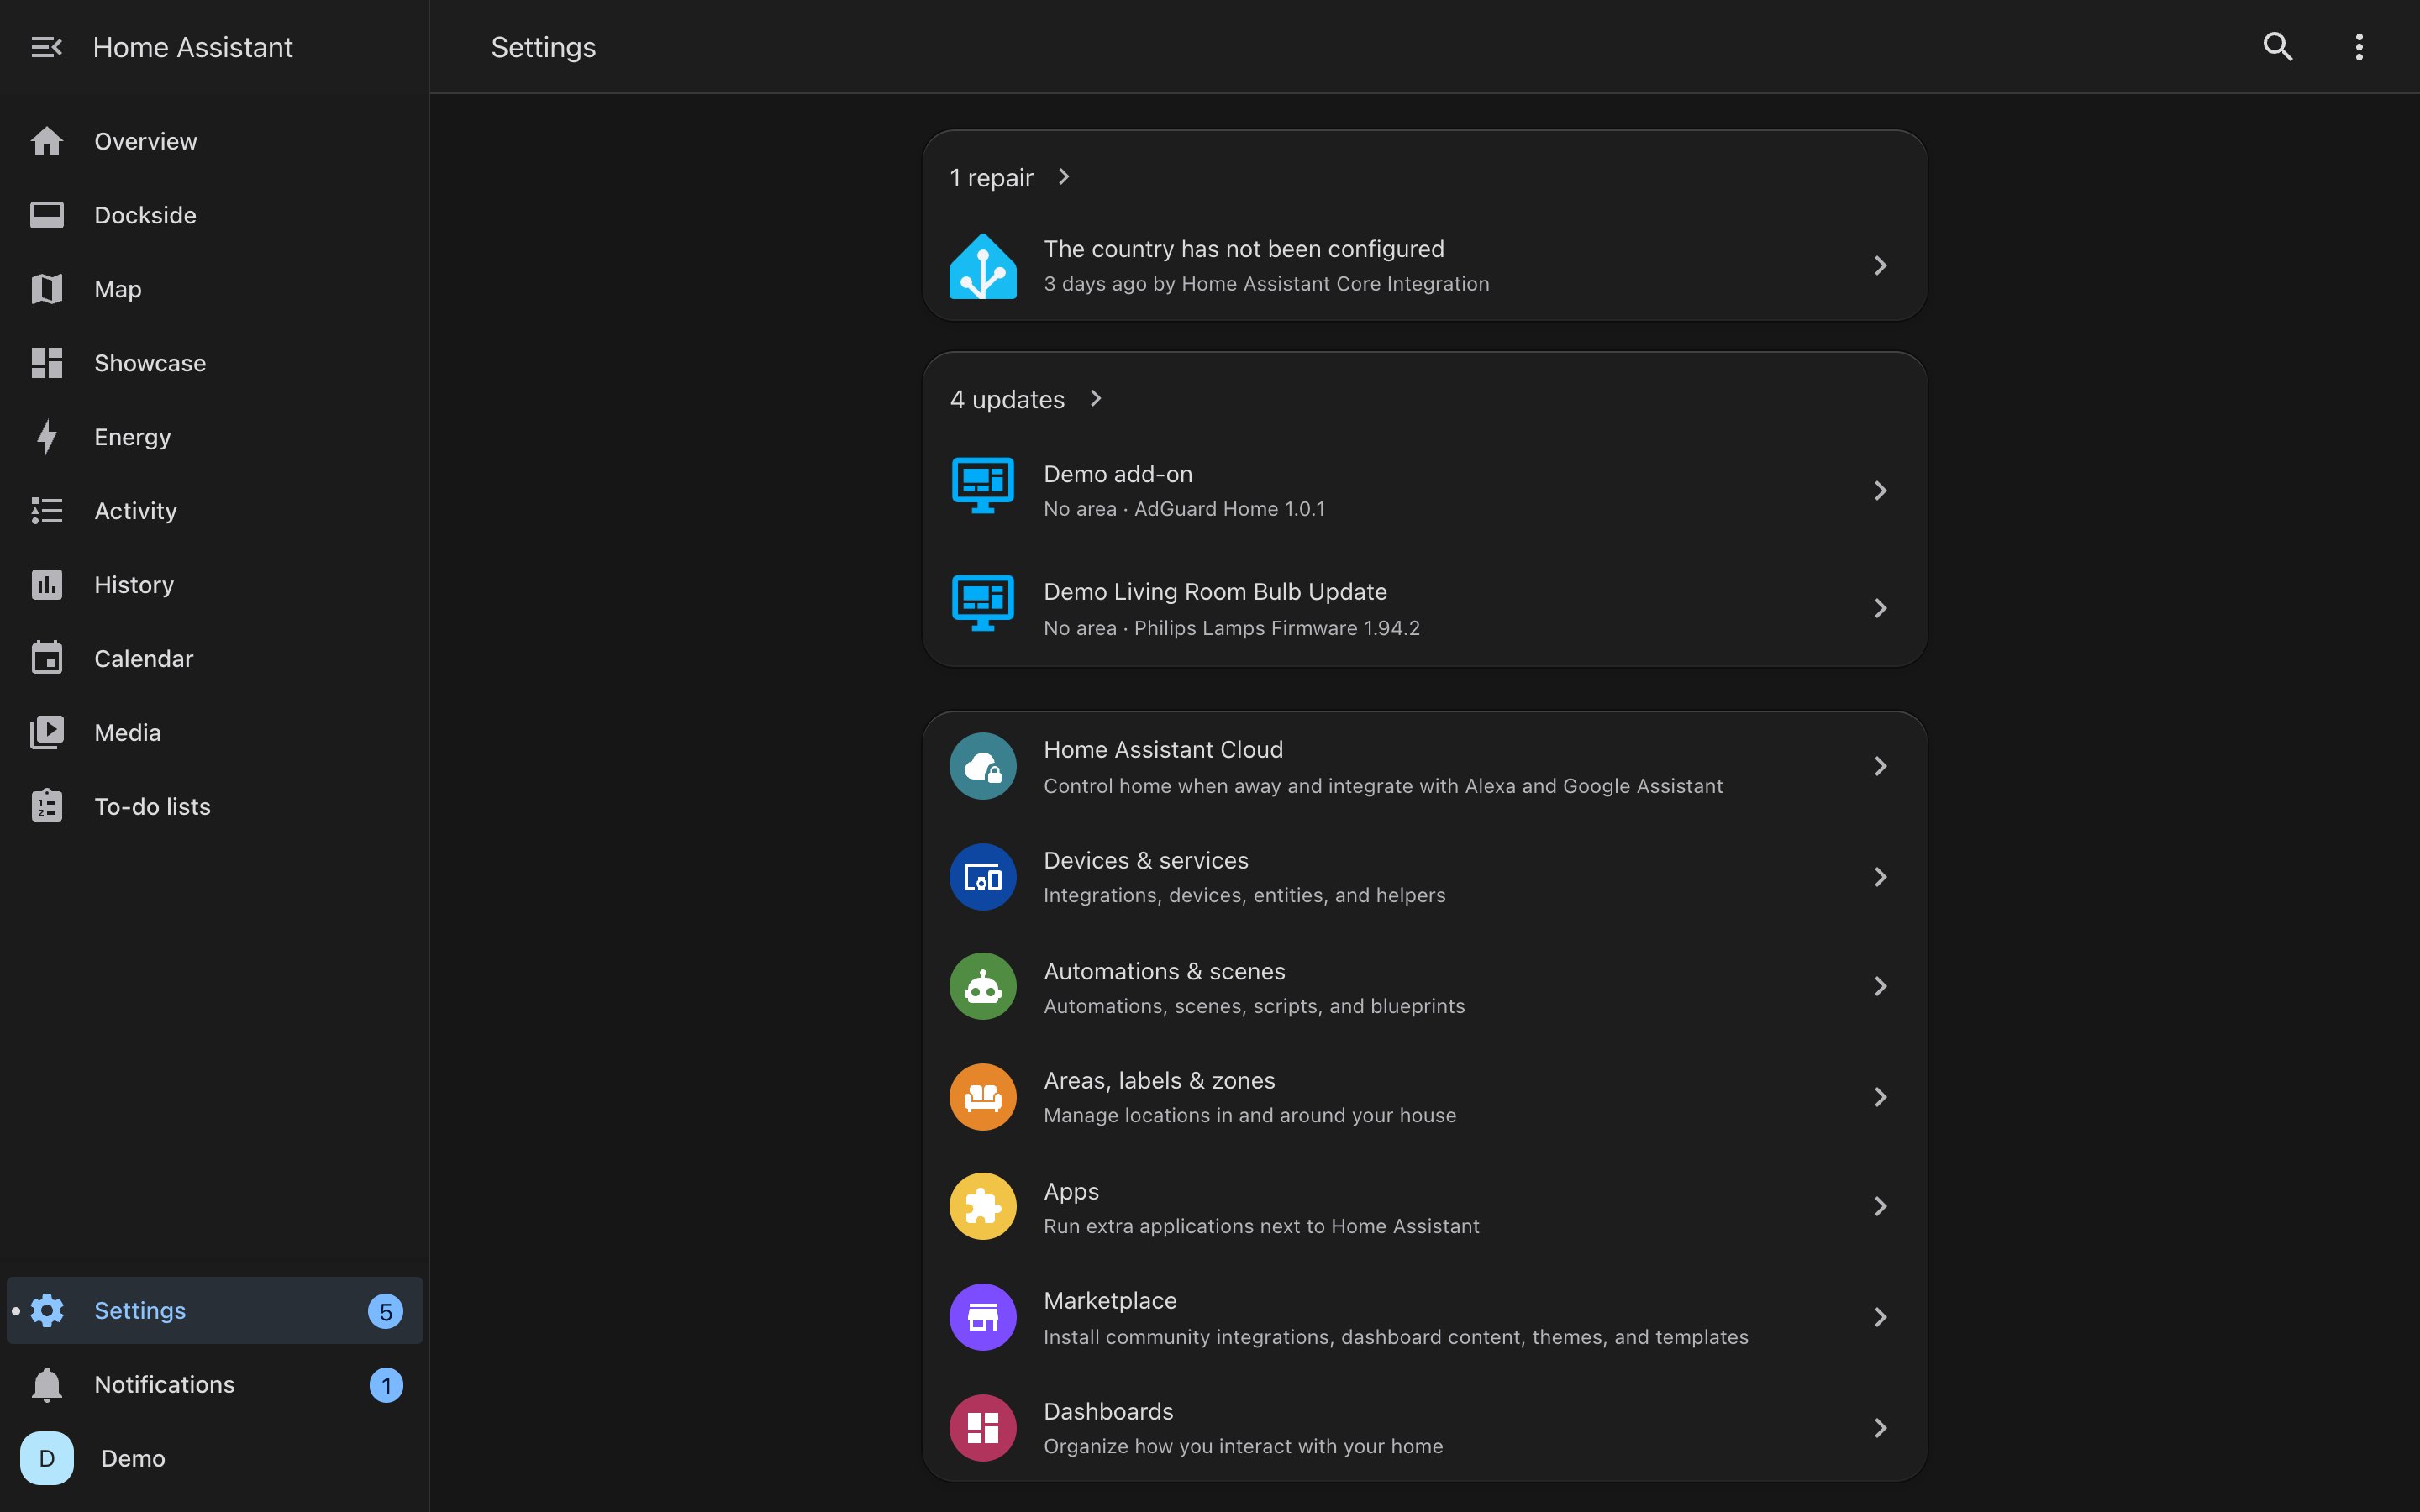 Home Assistant
Overview
Dockside
Map
Showcase
Energy
Activity
History
Calendar
Media
To-do lists
Settings 5
Notifications 1
D Demo
Settings
1 repair
The country has not been configured
3 days ago by Home Assistant Core Integration
4 updates
Demo add-on
No area · AdGuard Home 1.0.1
Demo Living Room Bulb Update
No area · Philips Lamps Firmware 1.94.2
Home Assistant Cloud
Control home when away and integrate with Alexa and Google Assistant
Devices & services
Integrations, devices, entities, and helpers
Automations & scenes
Automations, scenes, scripts, and blueprints
Areas, labels & zones
Manage locations in and around your house
Apps
Run extra applications next to Home Assistant
Marketplace
Install community integrations, dashboard content, themes, and templates
Dashboards
Organize how you interact with your home